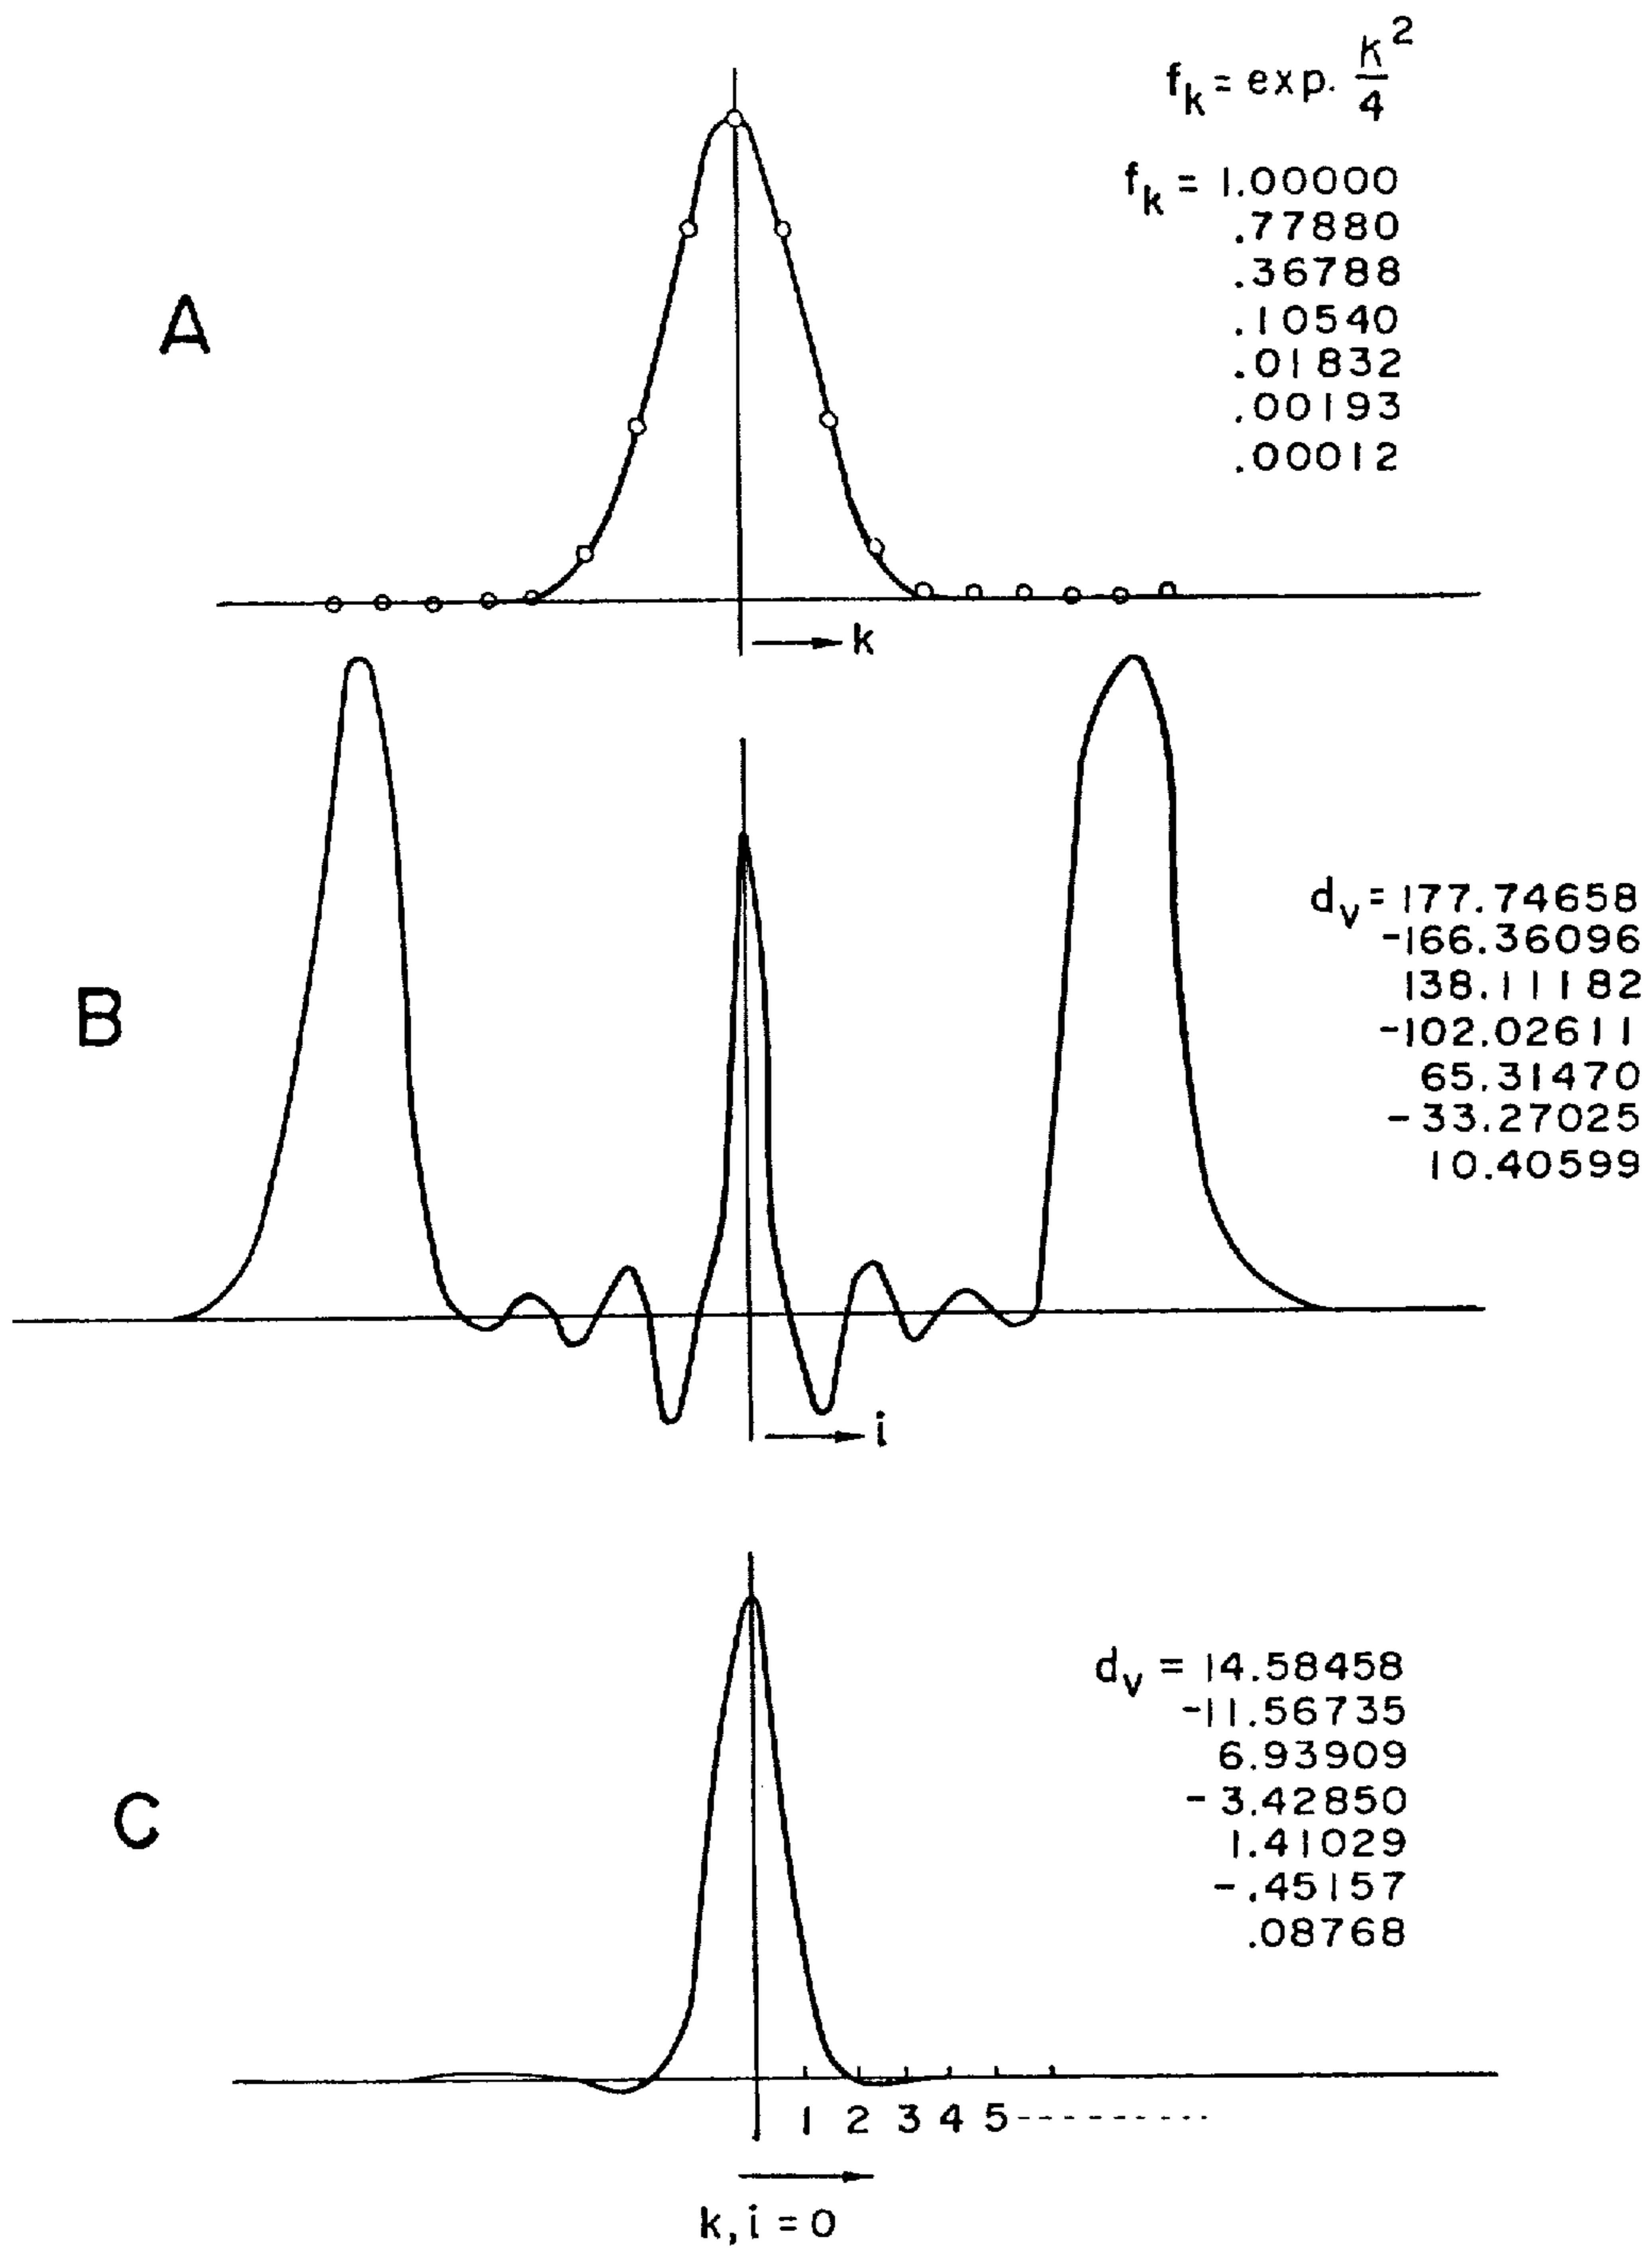 f_k = exp. K²/4
f_k = 1.00000
.77880
.36788
.10540
.01832
.00193
.00012
A
k
B
d_v = 177.74658
-166.36096
138.11182
-102.02611
65.31470
-33.27025
10.40599
i
C
d_v = 14.58458
-11.56735
6.93909
-3.42850
1.41029
-.45157
.08768
1 2 3 4 5----------
k, i = 0